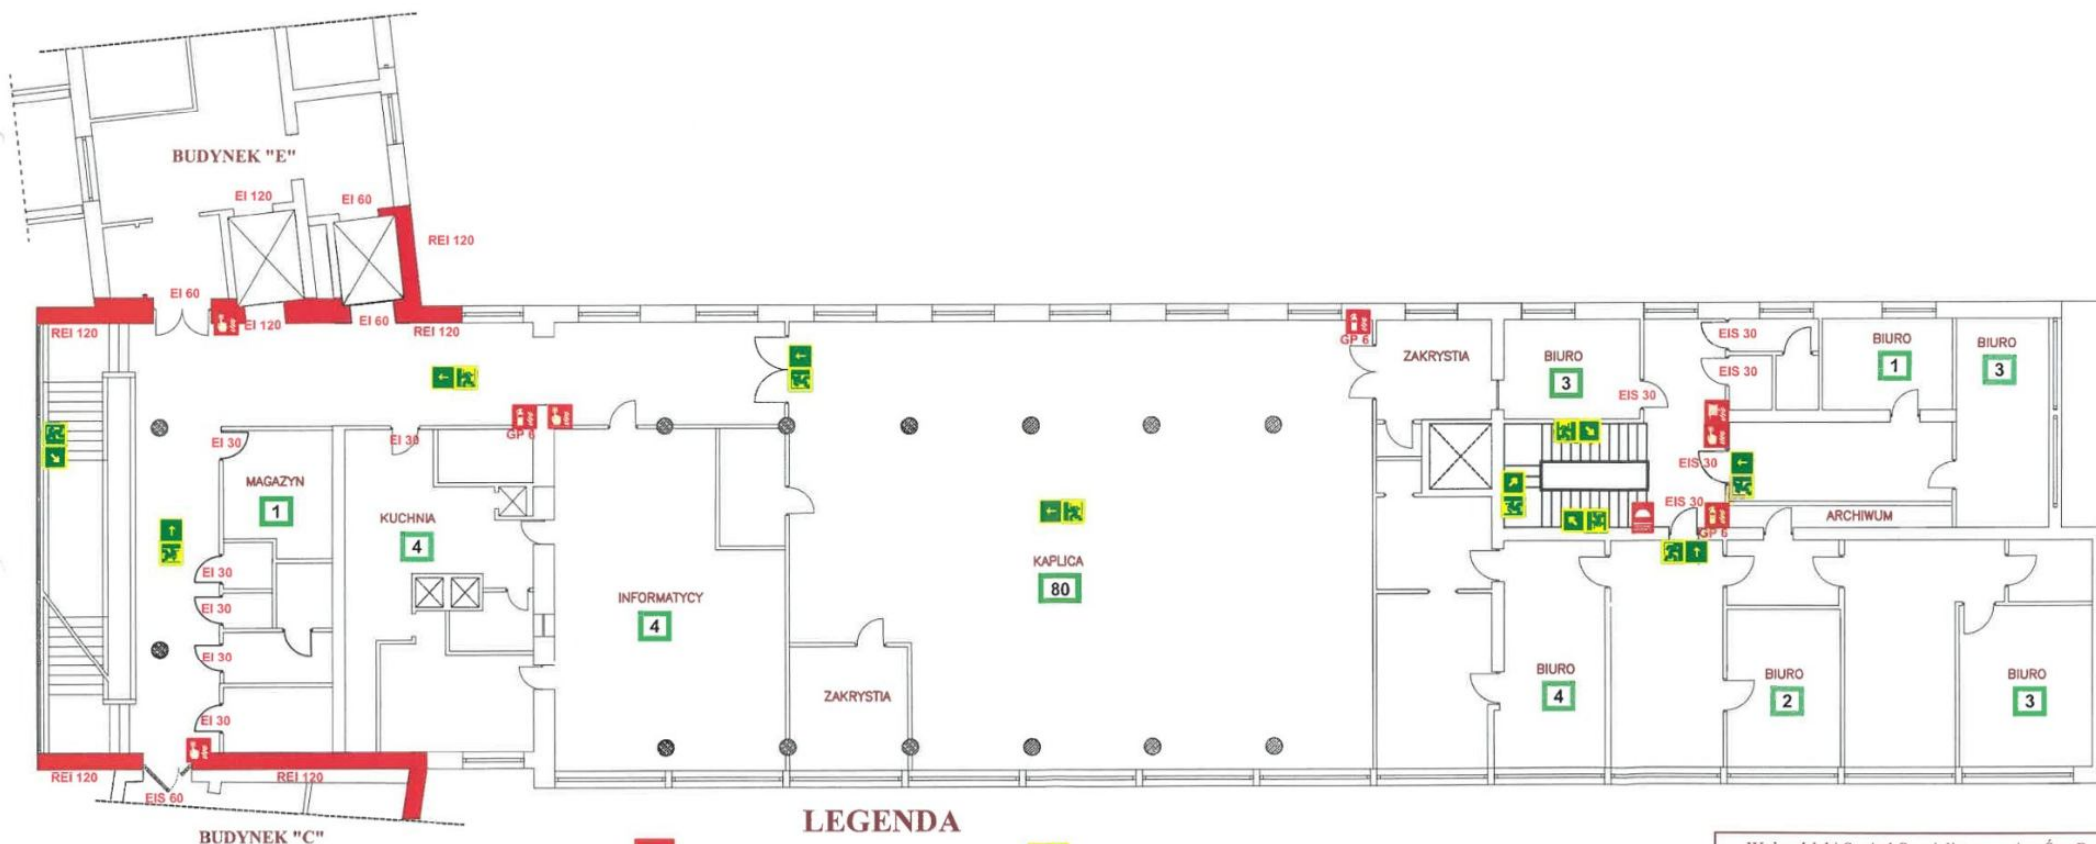 BUDYNEK "E"
EI 120
EI 60
REI 120
EI 60
REI 120
EI 120
EI 60
REI 120
GP 6
ZAKRYSTIA
BIURO
3
EIS 30
EIS 30
EIS 30
BIURO
1
BIURO
3
EI 30
EI 30
GP 6
MAGAZYN
1
KUCHNIA
4
EIS 30
EIS 30
GP 6
ARCHIWUM
EI 30
EI 30
EI 30
EI 30
INFORMATYCY
4
KAPLICA
80
ZAKRYSTIA
BIURO
4
BIURO
2
BIURO
3
REI 120
REI 120
EIS 60
BUDYNEK "C"
LEGENDA